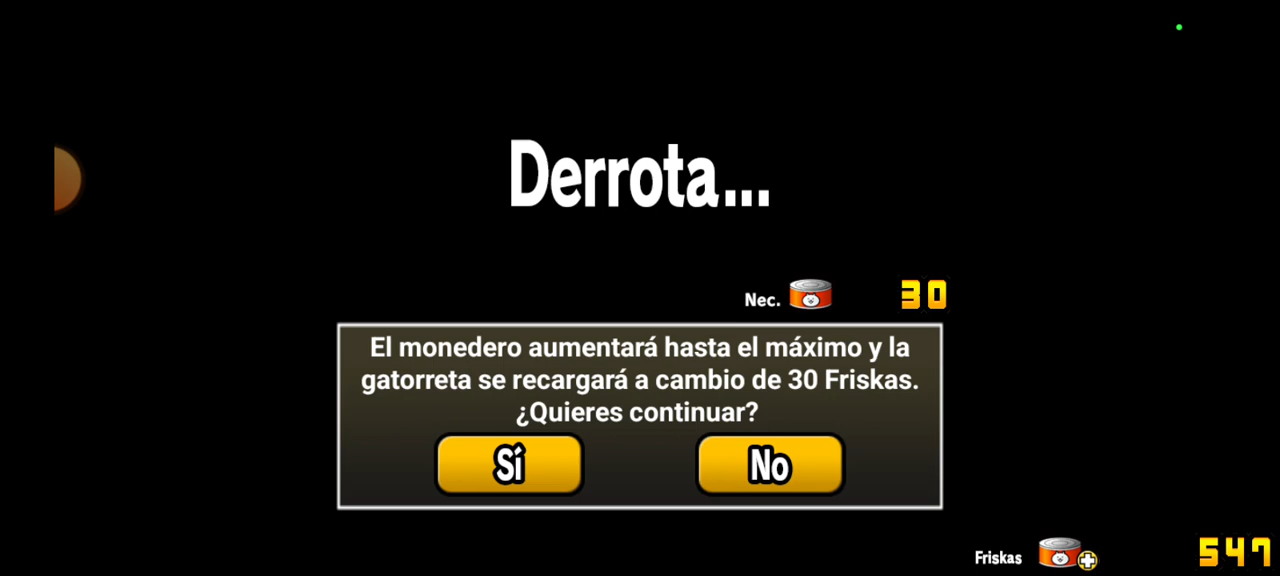 Derrota...
Nec. 30
El monedero aumentará hasta el máximo y la
gatorreta se recargará a cambio de 30 Friskas.
¿Quieres continuar?
Sí No
Friskas 547